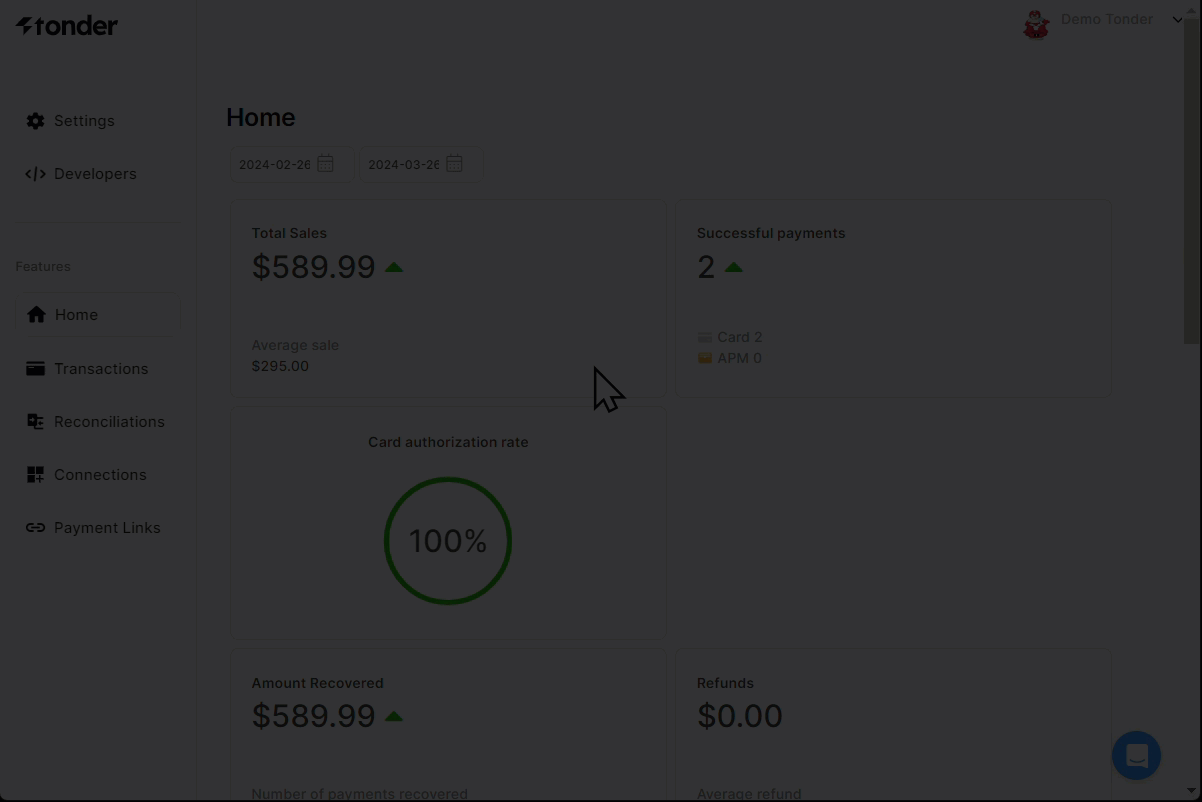 tonder
Demo Tonder
Settings
Developers
Features
Home
Transactions
Reconciliations
Connections
Payment Links
Home
2024-02-26 2024-03-26
Total Sales
$589.99
Average sale
$295.00
Successful payments
2
Card 2
APM 0
Card authorization rate
100%
Amount Recovered
$589.99
Number of payments recovered
Refunds
$0.00
Average refund